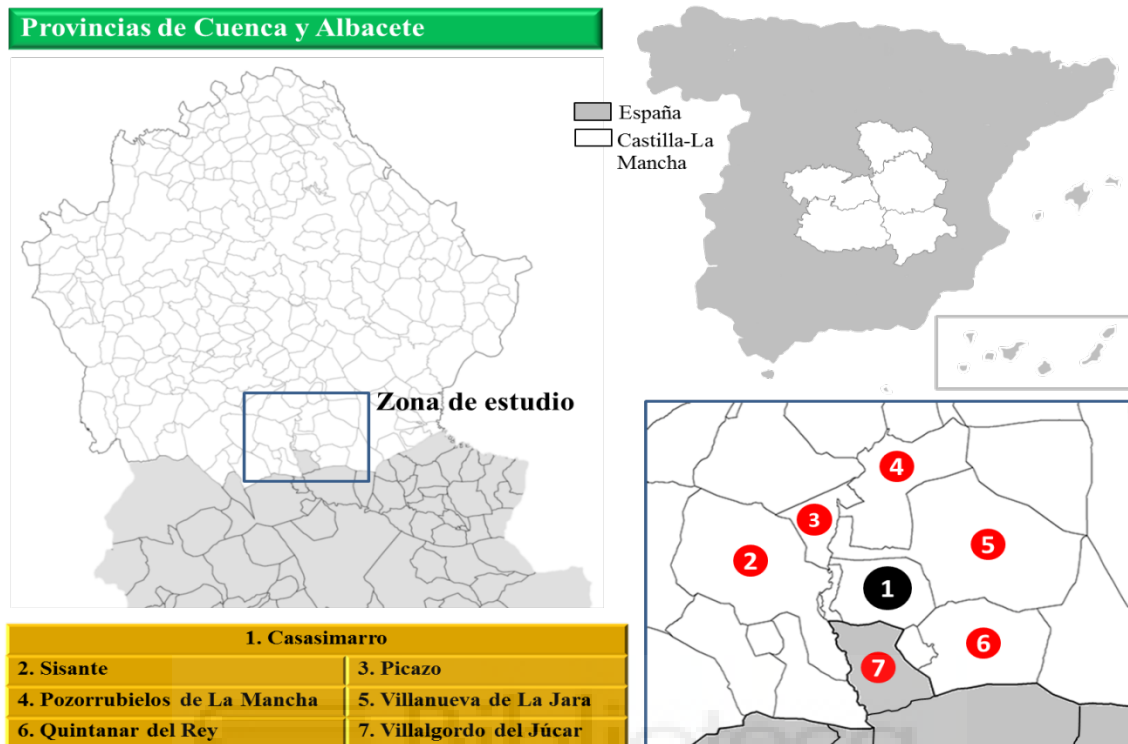 Provincias de Cuenca y Albacete
España
Castilla-La
Mancha
Zona de estudio
4
3
5
2
1
6
7
1. Casasimarro
2. Sisante
3. Picazo
4. Pozorrubielos de La Mancha
5. Villanueva de La Jara
6. Quintanar del Rey
7. Villalgordo del Júcar